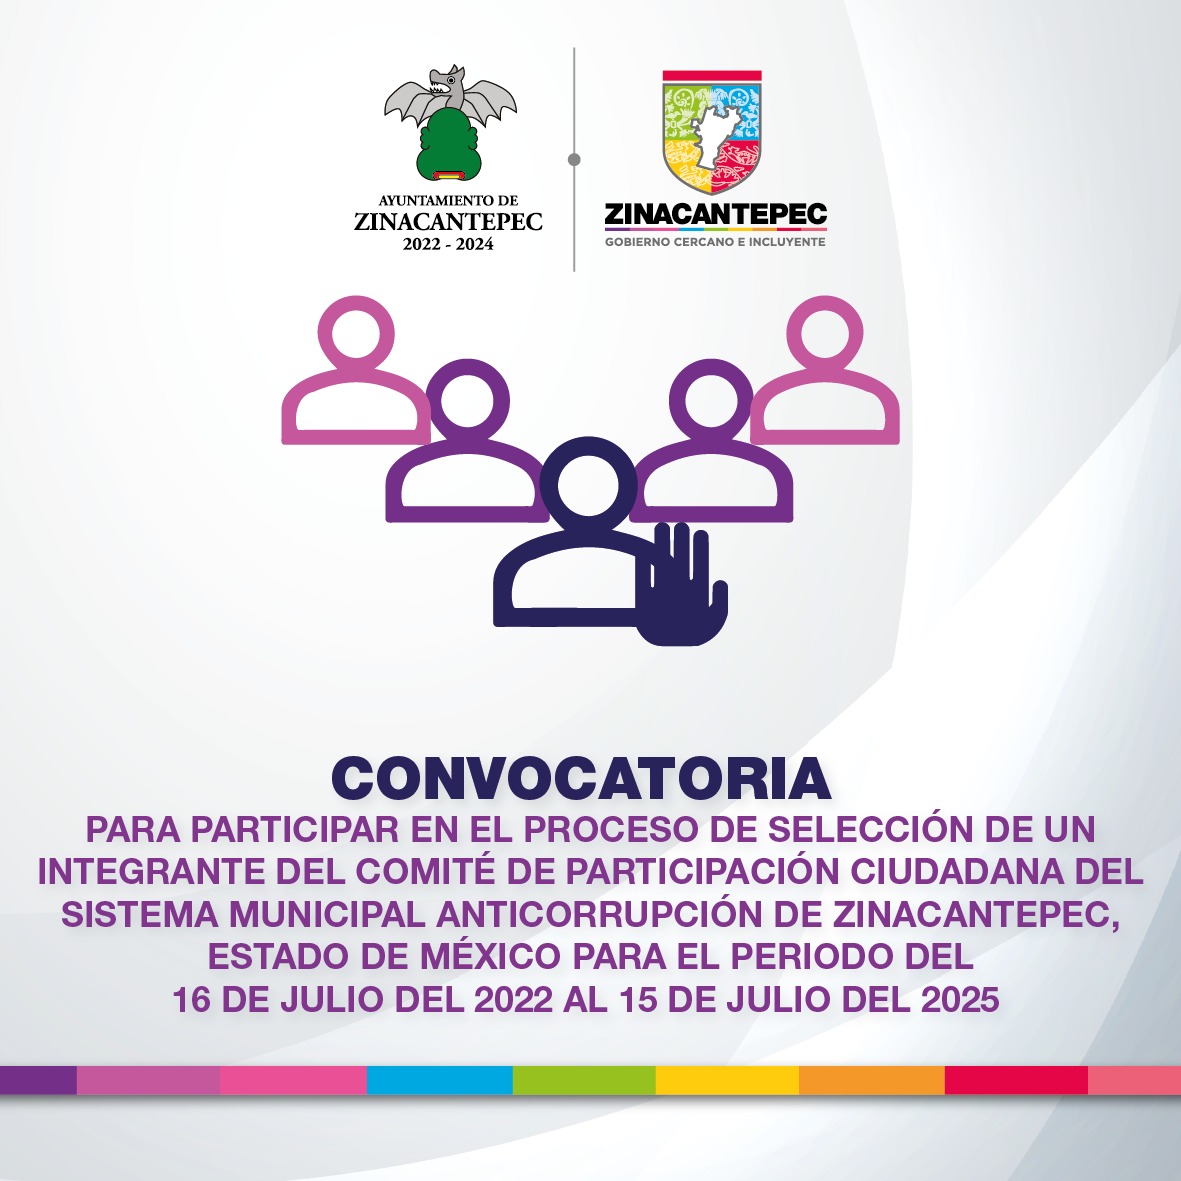 AYUNTAMIENTO DE
ZINACANTEPEC
2022 - 2024
ZINACANTEPEC
GOBIERNO CERCANO E INCLUYENTE
CONVOCATORIA
PARA PARTICIPAR EN EL PROCESO DE SELECCIÓN DE UN
INTEGRANTE DEL COMITÉ DE PARTICIPACIÓN CIUDADANA DEL
SISTEMA MUNICIPAL ANTICORRUPCIÓN DE ZINACANTEPEC,
ESTADO DE MÉXICO PARA EL PERIODO DEL
16 DE JULIO DEL 2022 AL 15 DE JULIO DEL 2025